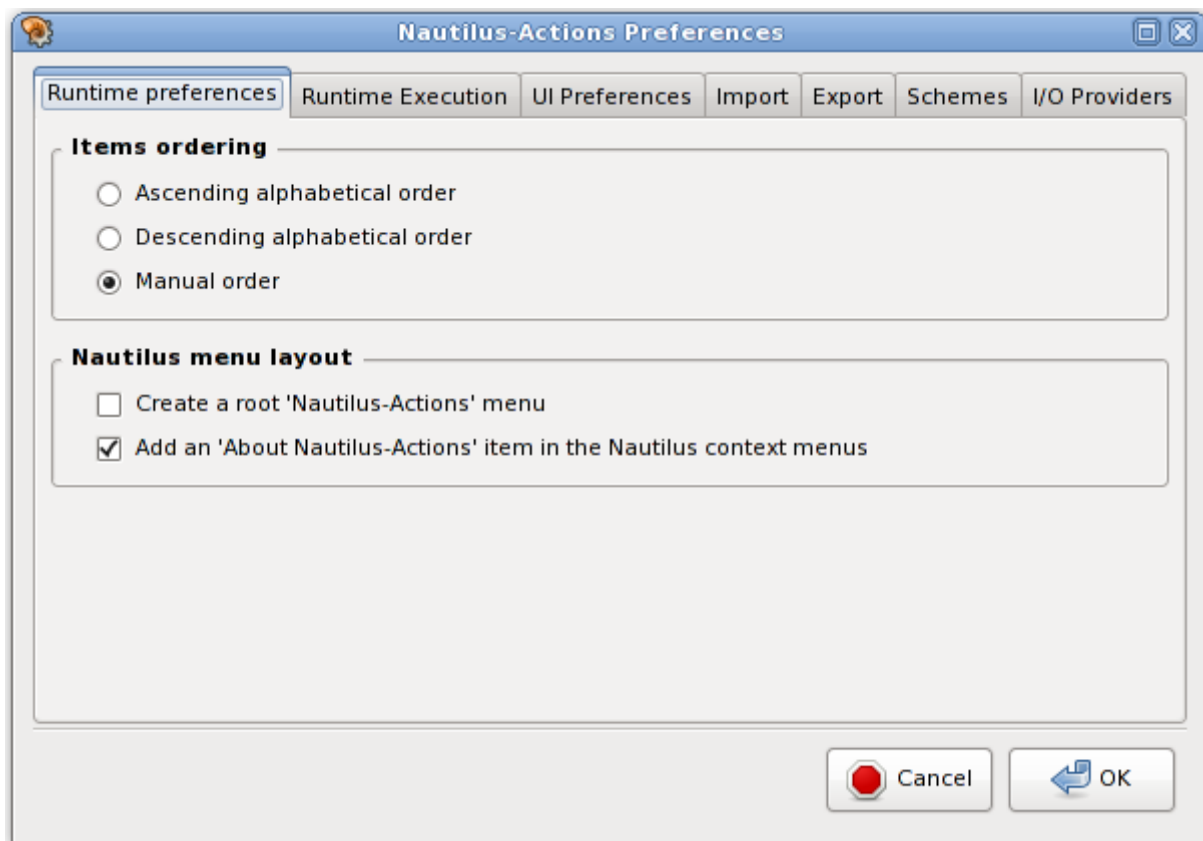 Nautilus-Actions Preferences
Runtime preferences Runtime Execution UI Preferences Import Export Schemes I/O Providers
Items ordering
Ascending alphabetical order
Descending alphabetical order
Manual order
Nautilus menu layout
Create a root 'Nautilus-Actions' menu
Add an 'About Nautilus-Actions' item in the Nautilus context menus
Cancel OK